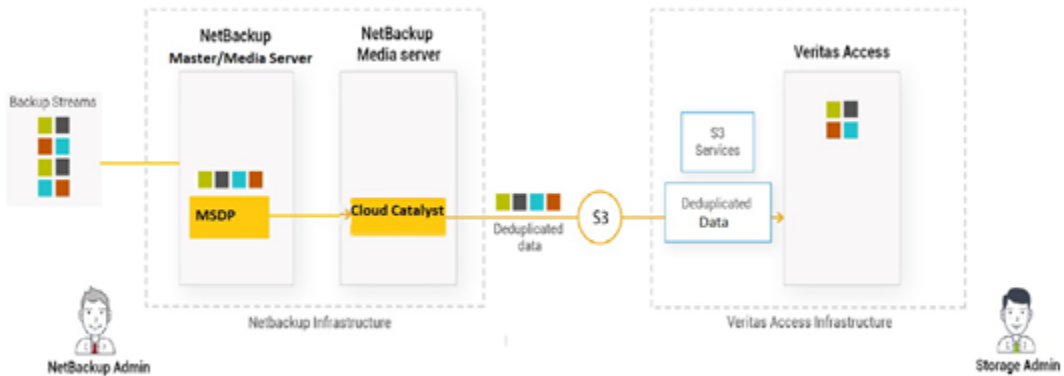 NetBackup
Master/Media Server
NetBackup
Media server
Veritas Access
Backup Streams
S3
Services
MSDP
Cloud Catalyst
Deduplicated
data
S3
Deduplicated
Data
Netbackup Infrastructure
Veritas Access Infrastructure
NetBackup Admin
Storage Admin